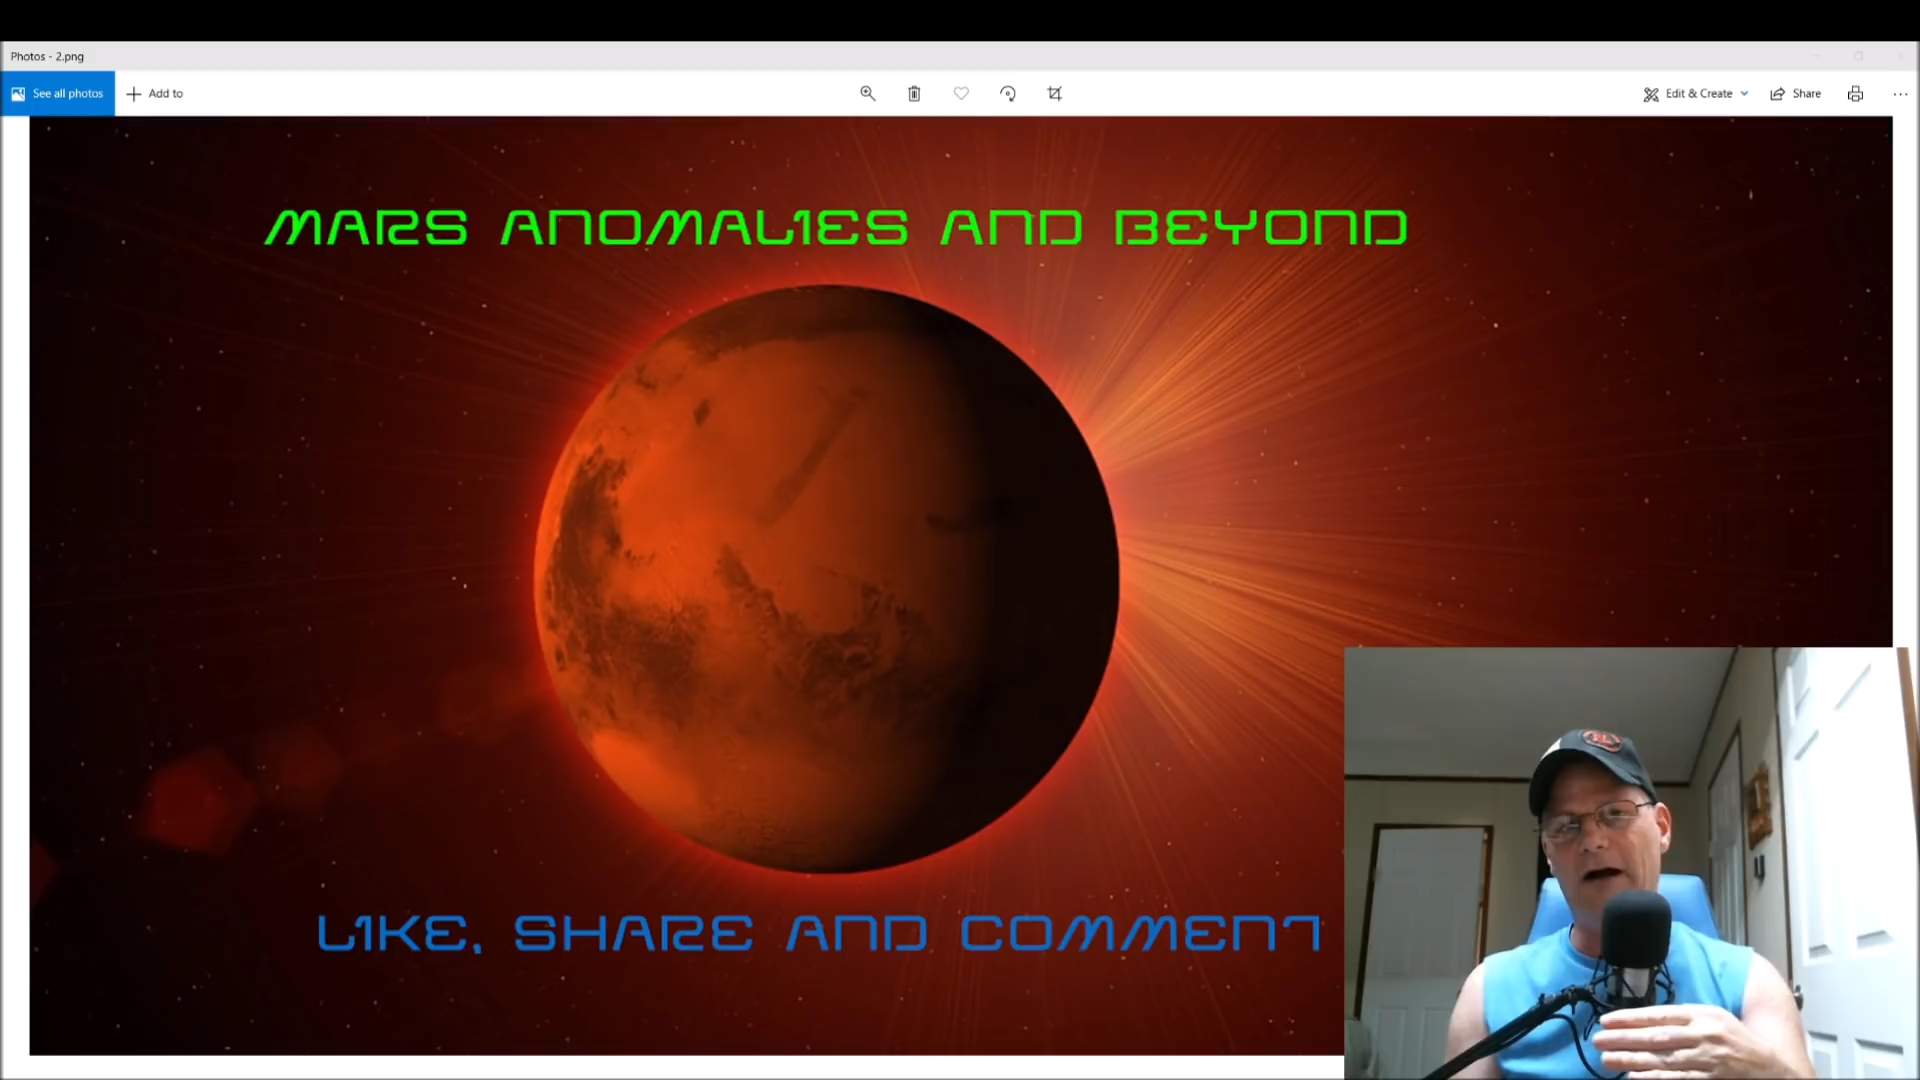 Photos - 2.png
See all photos
Add to
Edit & Create
Share
MARS ANOMALIES AND BEYOND
LIKE, SHARE AND COMMENT